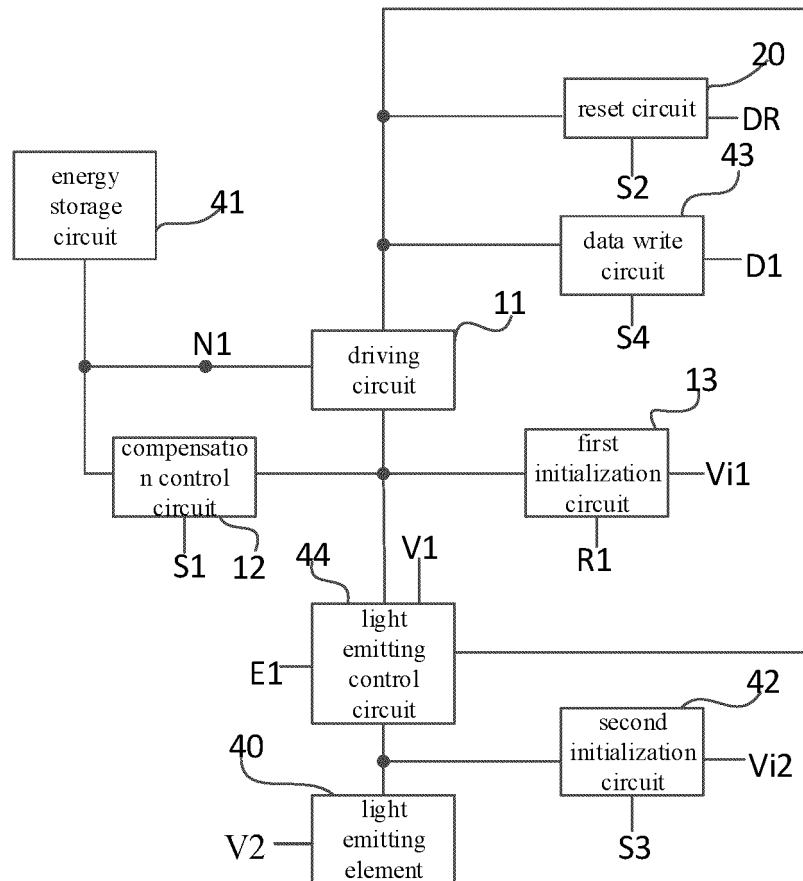 20
reset circuit
DR
S2
energy
storage
circuit
41
43
data write
circuit
D1
S4
11
N1
driving
circuit
13
compensatio
n control
circuit
first
initialization
circuit
Vi1
S1
12
R1
44
V1
light
emitting
control
circuit
E1
42
second
initialization
circuit
Vi2
40
S3
light
emitting
element
V2